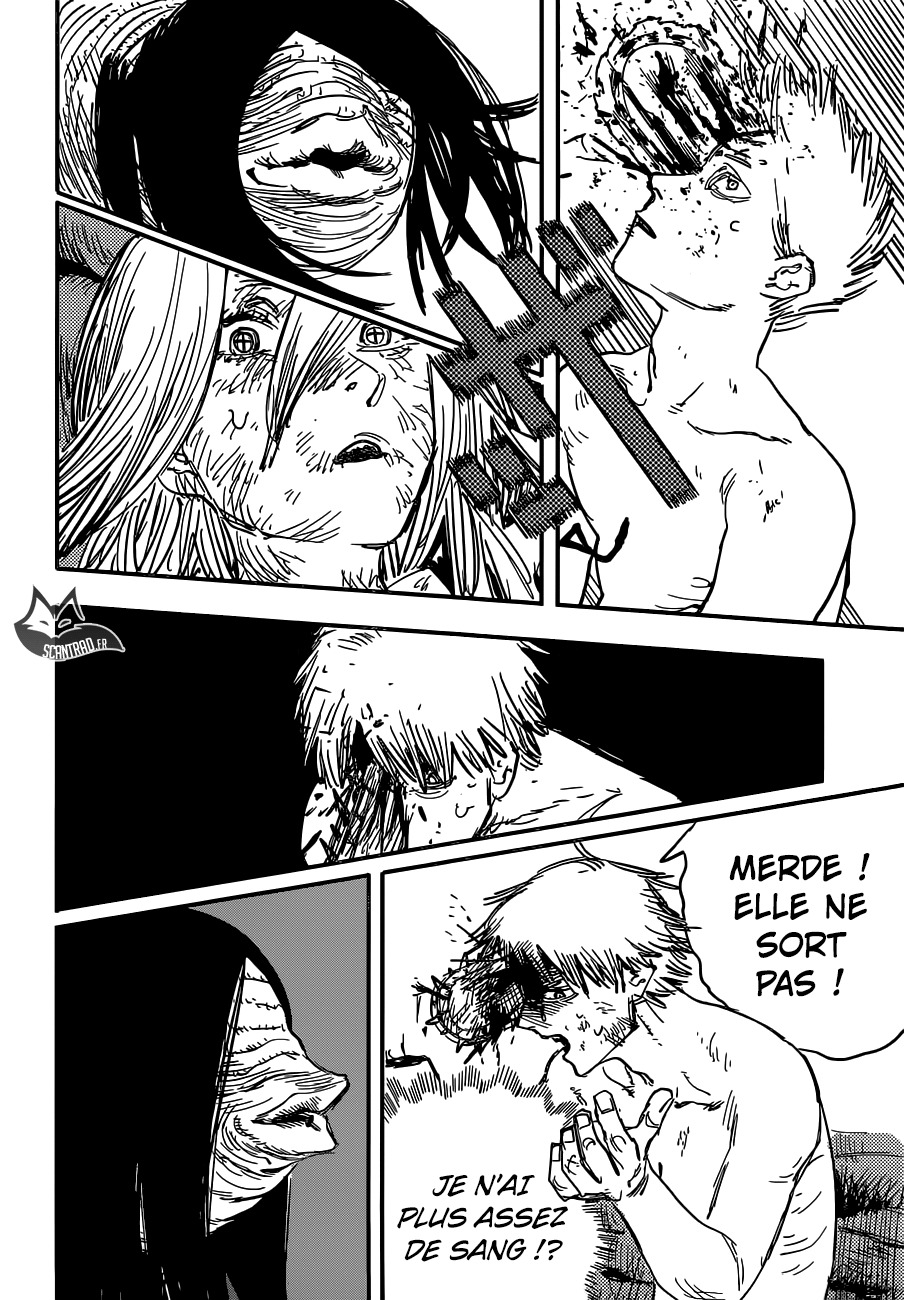 MERDE !
ELLE NE
SORT
PAS !
JE N'AI
PLUS ASSEZ
DE SANG !?
SCANTRAD.FR